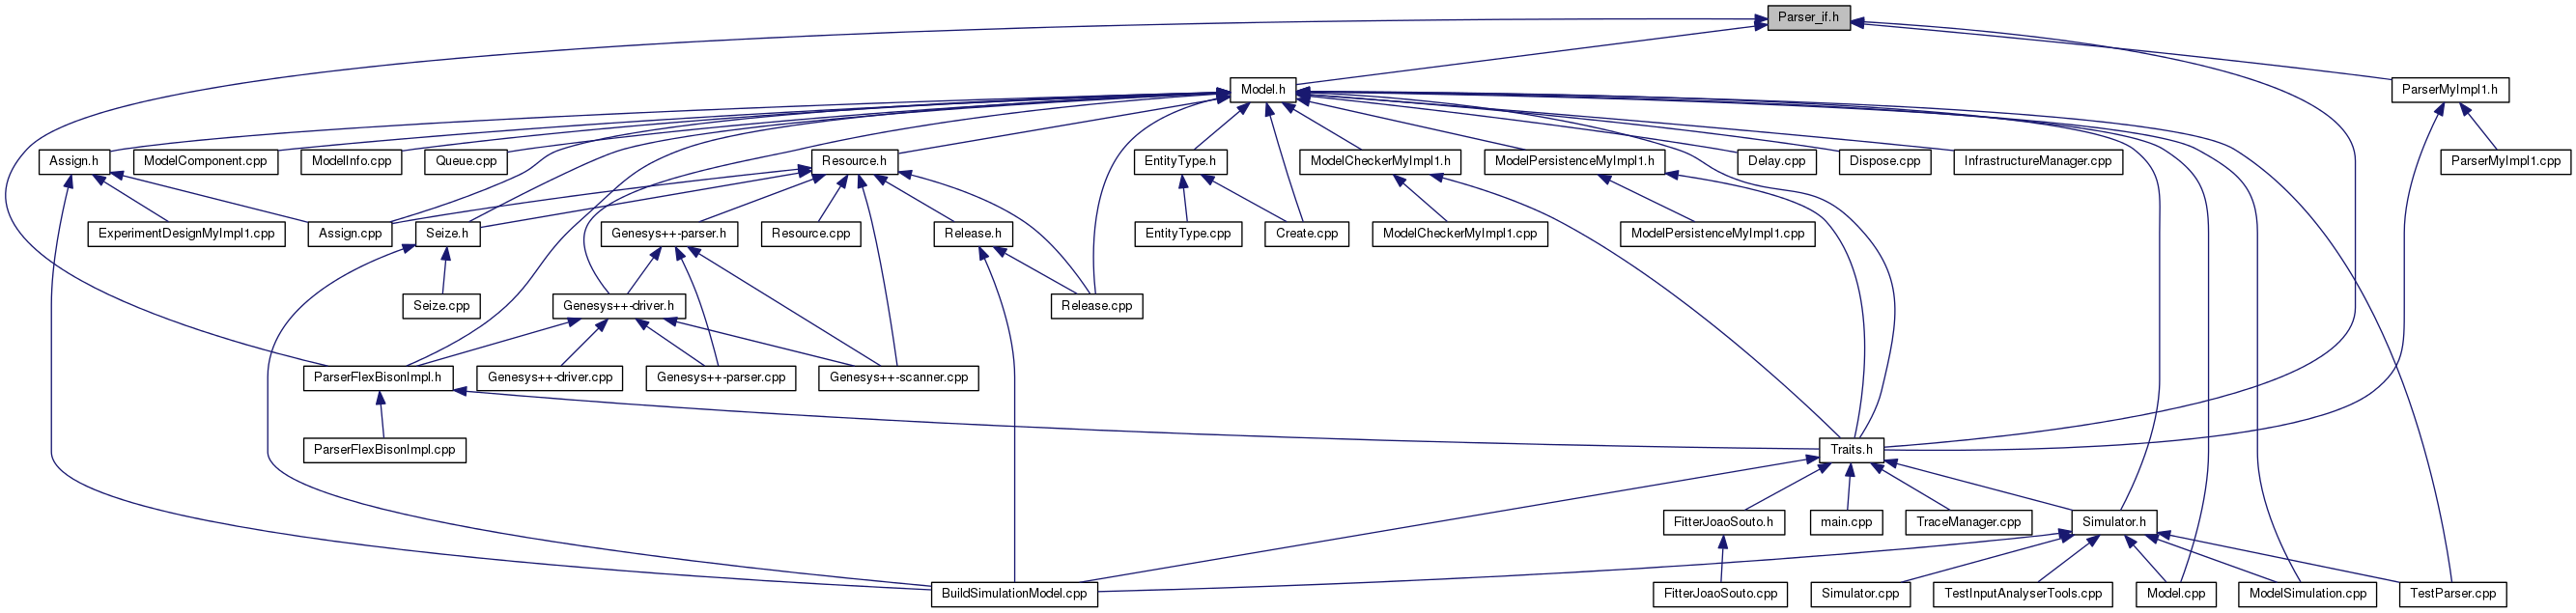 Parser_if.h
Model.h
ParserMyImpl1.h
Assign.h
ModelComponent.cpp
ModelInfo.cpp
Queue.cpp
Resource.h
EntityType.h
ModelCheckerMyImpl1.h
ModelPersistenceMyImpl1.h
Delay.cpp
Dispose.cpp
InfrastructureManager.cpp
ParserMyImpl1.cpp
ExperimentDesignMyImpl1.cpp
Assign.cpp
Seize.h
Genesys++-parser.h
Resource.cpp
Release.h
EntityType.cpp
Create.cpp
ModelCheckerMyImpl1.cpp
ModelPersistenceMyImpl1.cpp
Seize.cpp
Genesys++-driver.h
Release.cpp
ParserFlexBisonImpl.h
Genesys++-driver.cpp
Genesys++-parser.cpp
Genesys++-scanner.cpp
ParserFlexBisonImpl.cpp
Traits.h
FitterJoaoSouto.h
main.cpp
TraceManager.cpp
Simulator.h
BuildSimulationModel.cpp
FitterJoaoSouto.cpp
Simulator.cpp
TestInputAnalyserTools.cpp
Model.cpp
ModelSimulation.cpp
TestParser.cpp